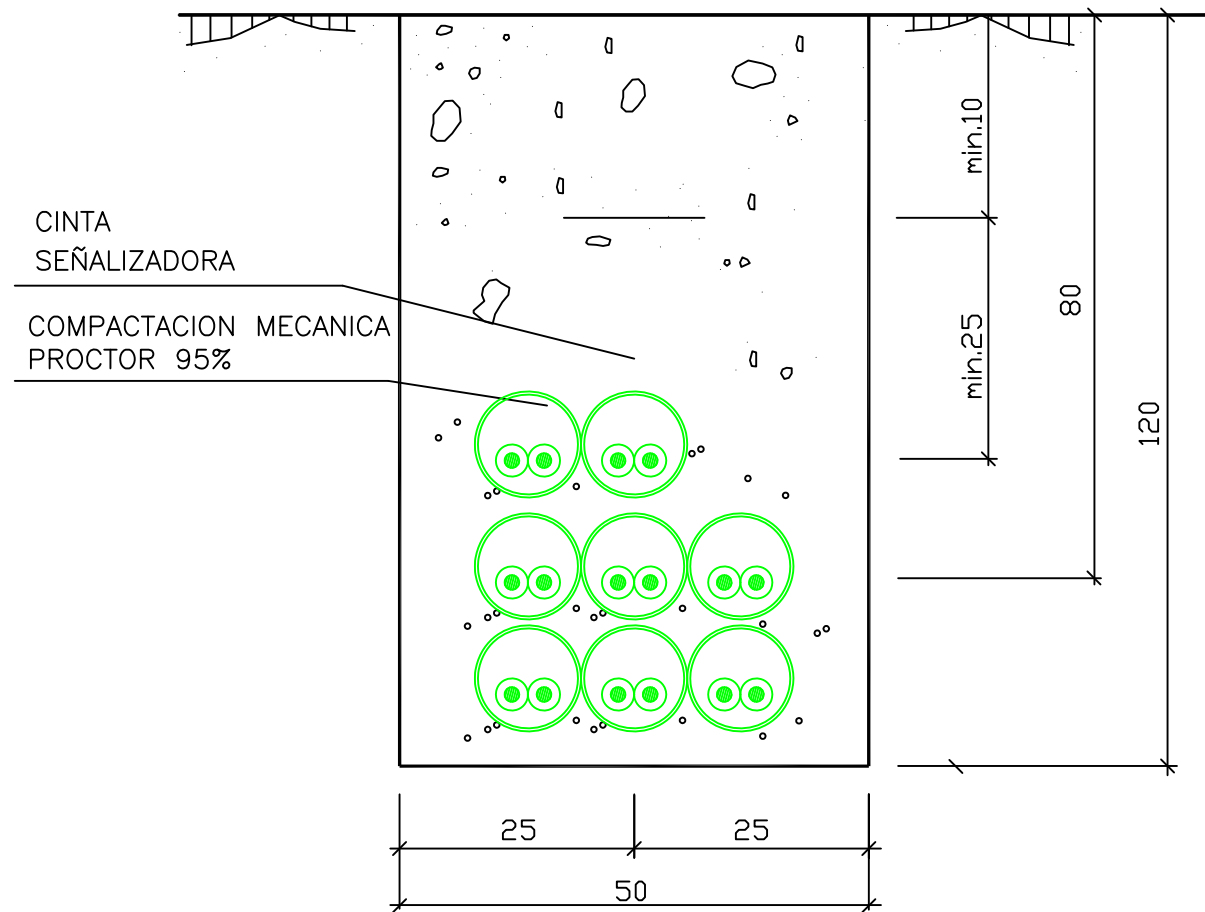 CINTA
SEÑALIZADORA
COMPACTACION MECANICA
PROCTOR 95%
min.10
min.25
80
120
25
25
50